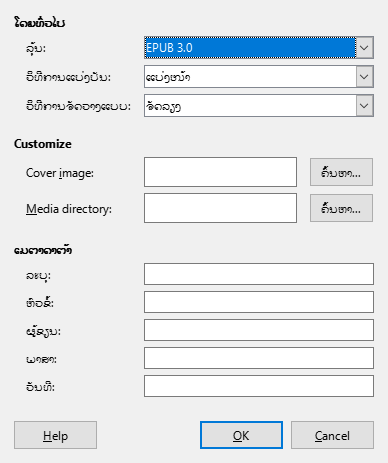 ໂດຍທົ່ວໄປ
ລຸ້ນ: EPUB 3.0
ວິທີການແບ່ງປັນ: ແບ່ງໜ້າ
ວິທີການຈັດວາງແບບ: ຈັດລຽງ
Customize
Cover image: ຄົ້ນຫາ...
Media directory: ຄົ້ນຫາ...
ເມຕາດາຕ້າ
ລະບຸ:
ຫົວຂໍ້:
ຜູ້ຂຽນ:
ພາສາ:
ວັນທີ:
Help OK Cancel